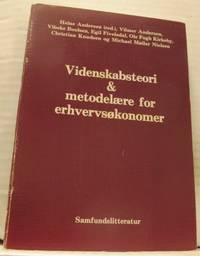 Heine Andersen (red.), Vilmar Andersen,
Vibeke Boolsen, Egil Fivelsdal, Ole Fogh Kirkeby,
Christian Knudsen og Michael Møller Nielsen
Videnskabsteori
&
metodelære for
erhvervsøkonomer
Samfundslitteratur